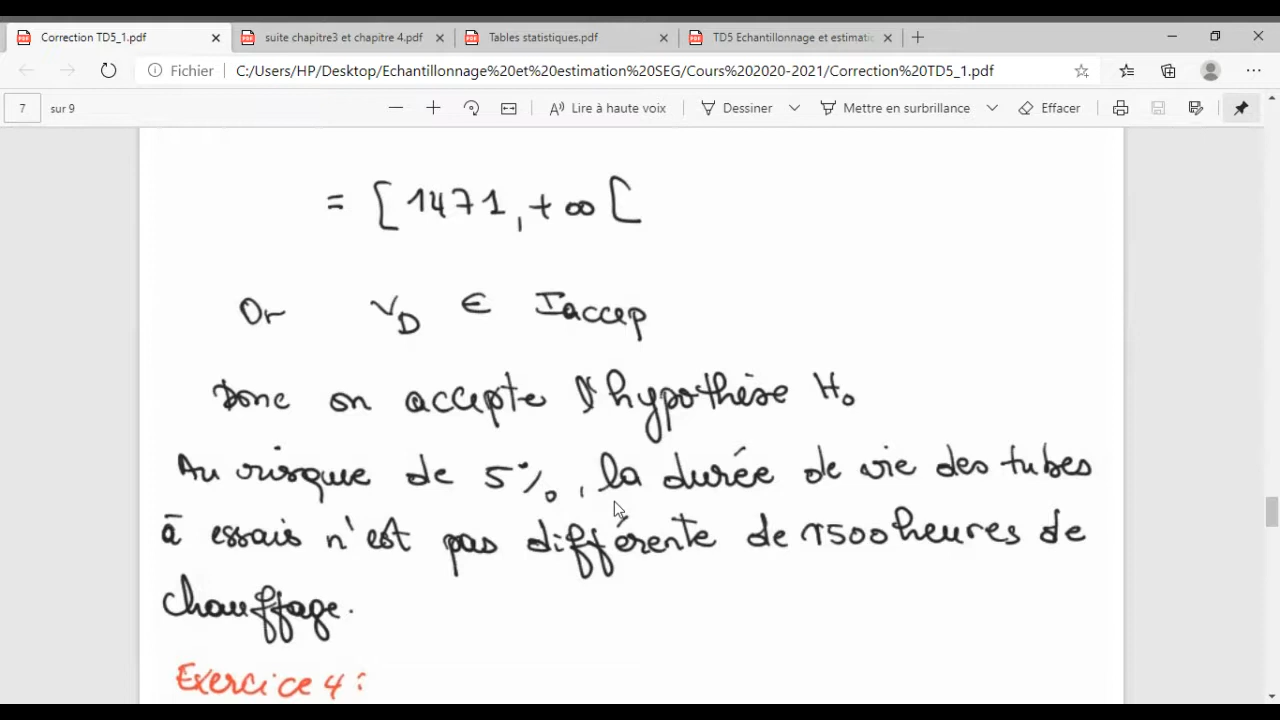 Correction TD5_1.pdf
suite chapitre3 et chapitre 4.pdf
Tables statistiques.pdf
TD5 Echantillonnage et estimatic
Fichier
C:/Users/HP/Desktop/Echantillonnage%20et%20estimation%20SEG/Cours%202020-2021/Correction%20TD5_1.pdf
7 sur 9
Lire à haute voix
Dessiner
Mettre en surbrillance
Effacer
= [1471, +∞[
Or V_D ∈ Iaccep
Donc on accepte l'hypothèse H₀
Au risque de 5%, la durée de vie des tubes
à essais n'est pas différente de 1500 heures de
chauffage.
Exercice 4 :